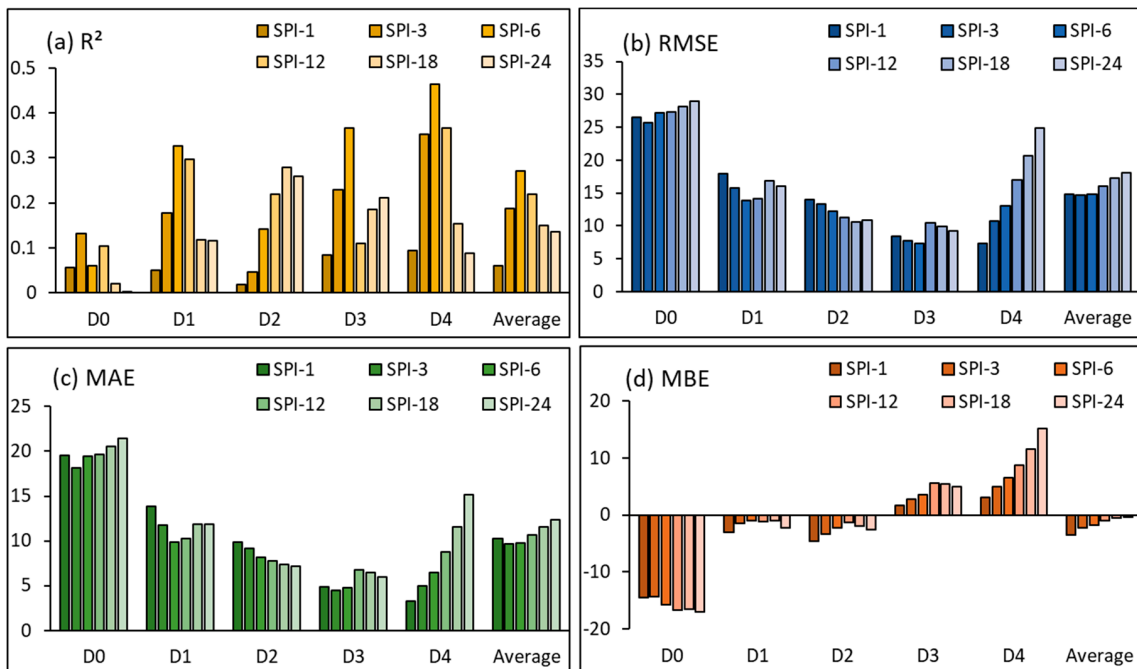 (a) R²
SPI-1 SPI-3 SPI-6
SPI-12 SPI-18 SPI-24
0.5
0.4
0.3
0.2
0.1
0
D0 D1 D2 D3 D4 Average
(b) RMSE
SPI-1 SPI-3 SPI-6
SPI-12 SPI-18 SPI-24
35
30
25
20
15
10
5
0
D0 D1 D2 D3 D4 Average
(c) MAE
SPI-1 SPI-3 SPI-6
SPI-12 SPI-18 SPI-24
25
20
15
10
5
0
D0 D1 D2 D3 D4 Average
(d) MBE
SPI-1 SPI-3 SPI-6
SPI-12 SPI-18 SPI-24
20
10
0
-10
-20
D0 D1 D2 D3 D4 Average